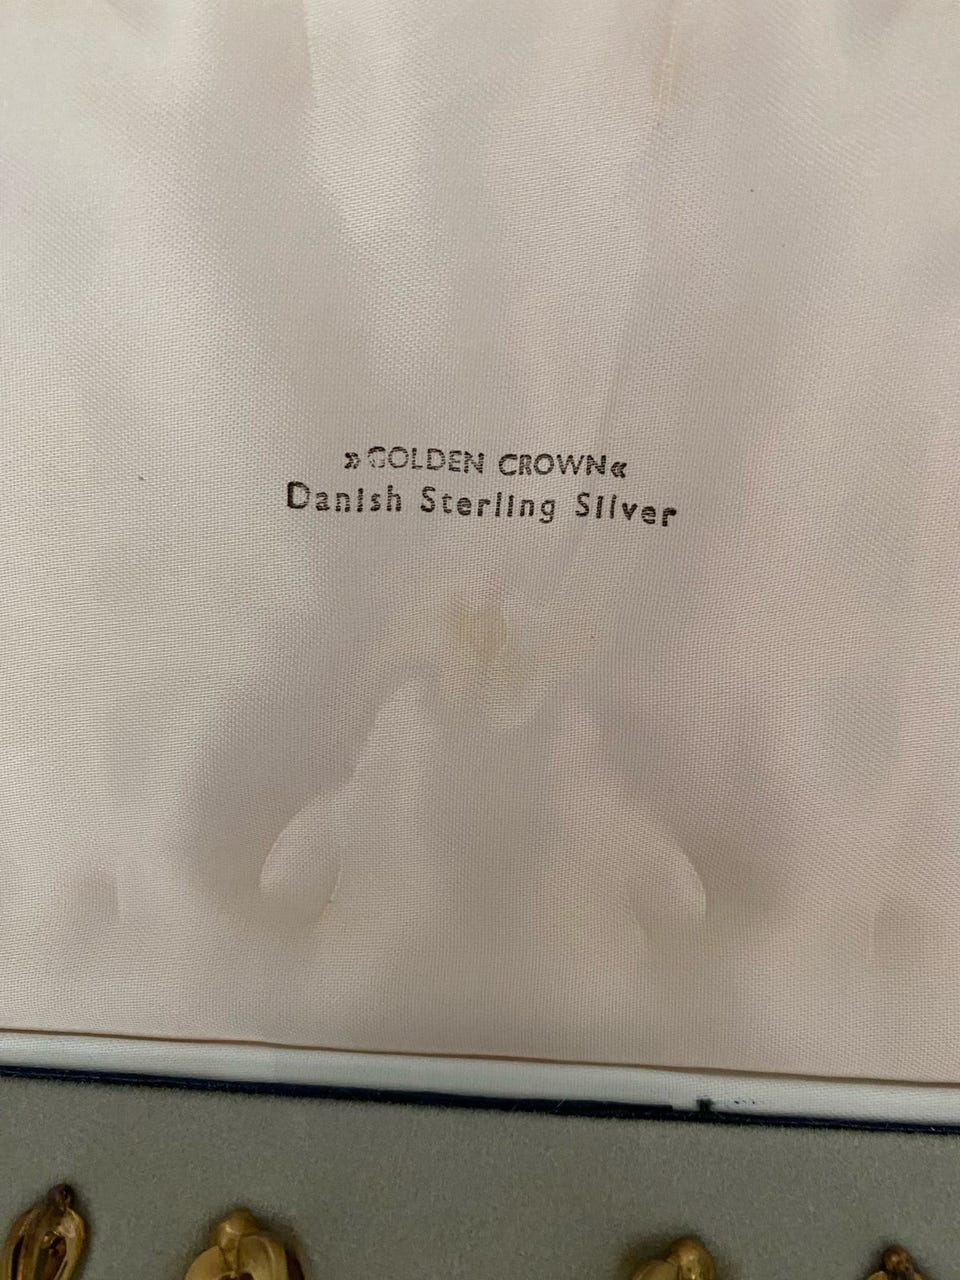 »GOLDEN CROWN«
Danish Sterling Silver